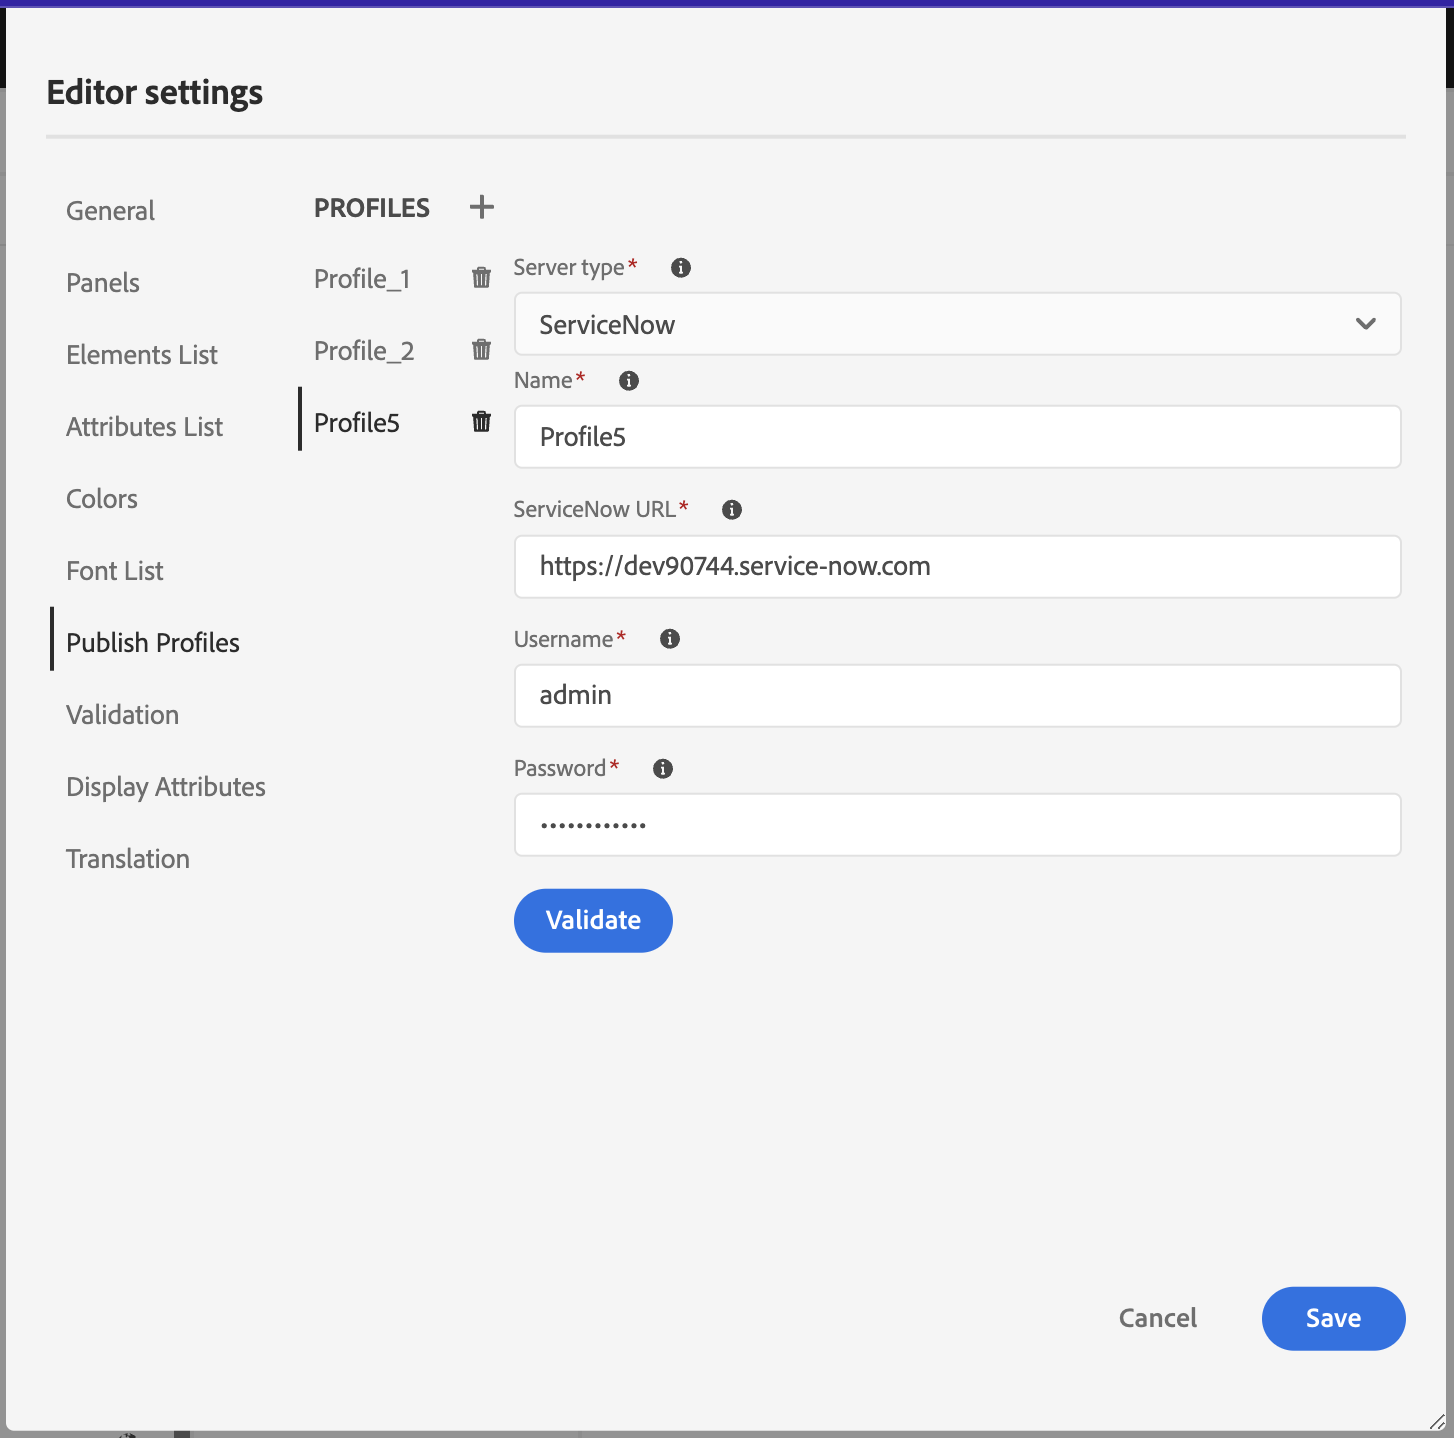 Editor settings
General
Panels
Elements List
Attributes List
Colors
Font List
Publish Profiles
Validation
Display Attributes
Translation
PROFILES
Profile_1
Profile_2
Profile5
Server type*
ServiceNow
Name*
Profile5
ServiceNow URL*
https://dev90744.service-now.com
Username*
admin
Password*
••••••••••••
Validate
Cancel
Save